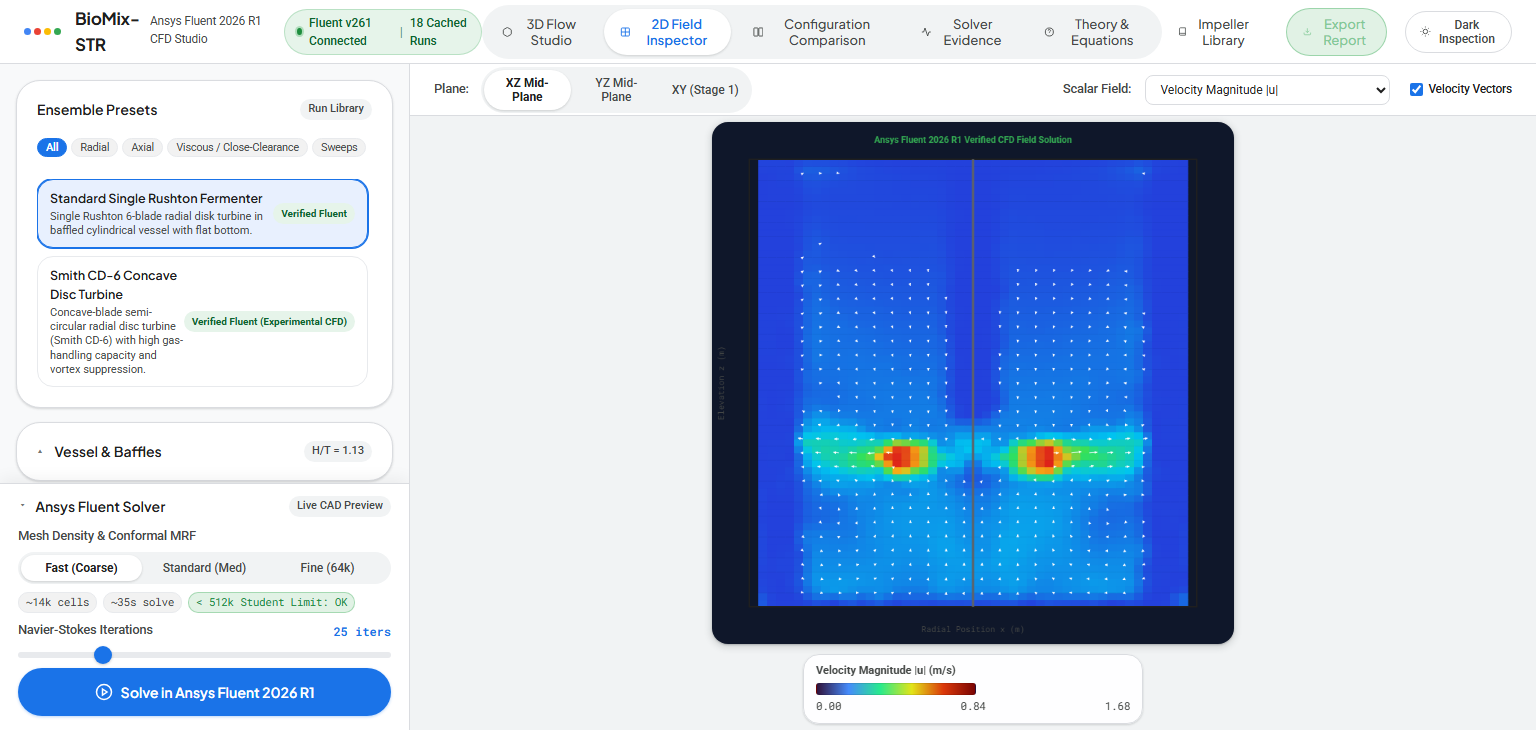 BioMix-STR
Ansys Fluent 2026 R1 CFD Studio
Fluent v261 Connected | 18 Cached Runs
3D Flow Studio
2D Field Inspector
Configuration Comparison
Solver Evidence
Theory & Equations
Impeller Library
Export Report
Dark Inspection
Ensemble Presets
Run Library
All
Radial
Axial
Viscous / Close-Clearance
Sweeps
Standard Single Rushton Fermenter
Single Rushton 6-blade radial disk turbine in
baffled cylindrical vessel with flat bottom.
Verified Fluent
Smith CD-6 Concave
Disc Turbine
Concave-blade semi-
circular radial disc turbine
(Smith CD-6) with high gas-
handling capacity and
vortex suppression.
Verified Fluent (Experimental CFD)
Vessel & Baffles
H/T = 1.13
Ansys Fluent Solver
Live CAD Preview
Mesh Density & Conformal MRF
Fast (Coarse)
Standard (Med)
Fine (64k)
~14k cells
~35s solve
< 512k Student Limit: OK
Navier-Stokes Iterations
25 iters
Solve in Ansys Fluent 2026 R1
Plane:
XZ Mid-Plane
YZ Mid-Plane
XY (Stage 1)
Scalar Field:
Velocity Magnitude |u|
Velocity Vectors
Ansys Fluent 2026 R1 Verified CFD Field Solution
Elevation z (m)
Radial Position x (m)
Velocity Magnitude |u| (m/s)
0.00
0.84
1.68